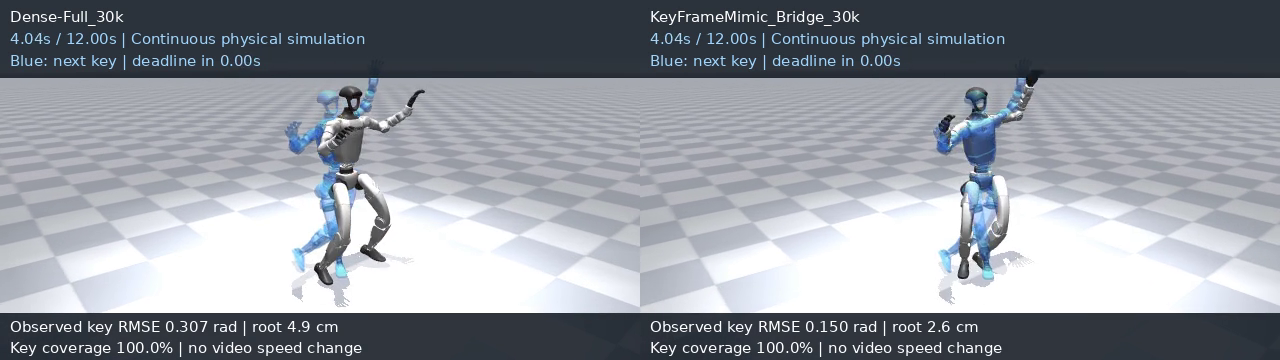 Dense-Full_30k
4.04s / 12.00s | Continuous physical simulation
Blue: next key | deadline in 0.00s
Observed key RMSE 0.307 rad | root 4.9 cm
Key coverage 100.0% | no video speed change
KeyFrameMimic_Bridge_30k
4.04s / 12.00s | Continuous physical simulation
Blue: next key | deadline in 0.00s
Observed key RMSE 0.150 rad | root 2.6 cm
Key coverage 100.0% | no video speed change